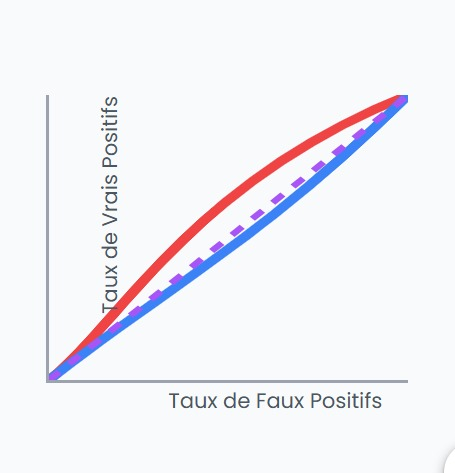 Taux de Vrais Positifs
Taux de Faux Positifs